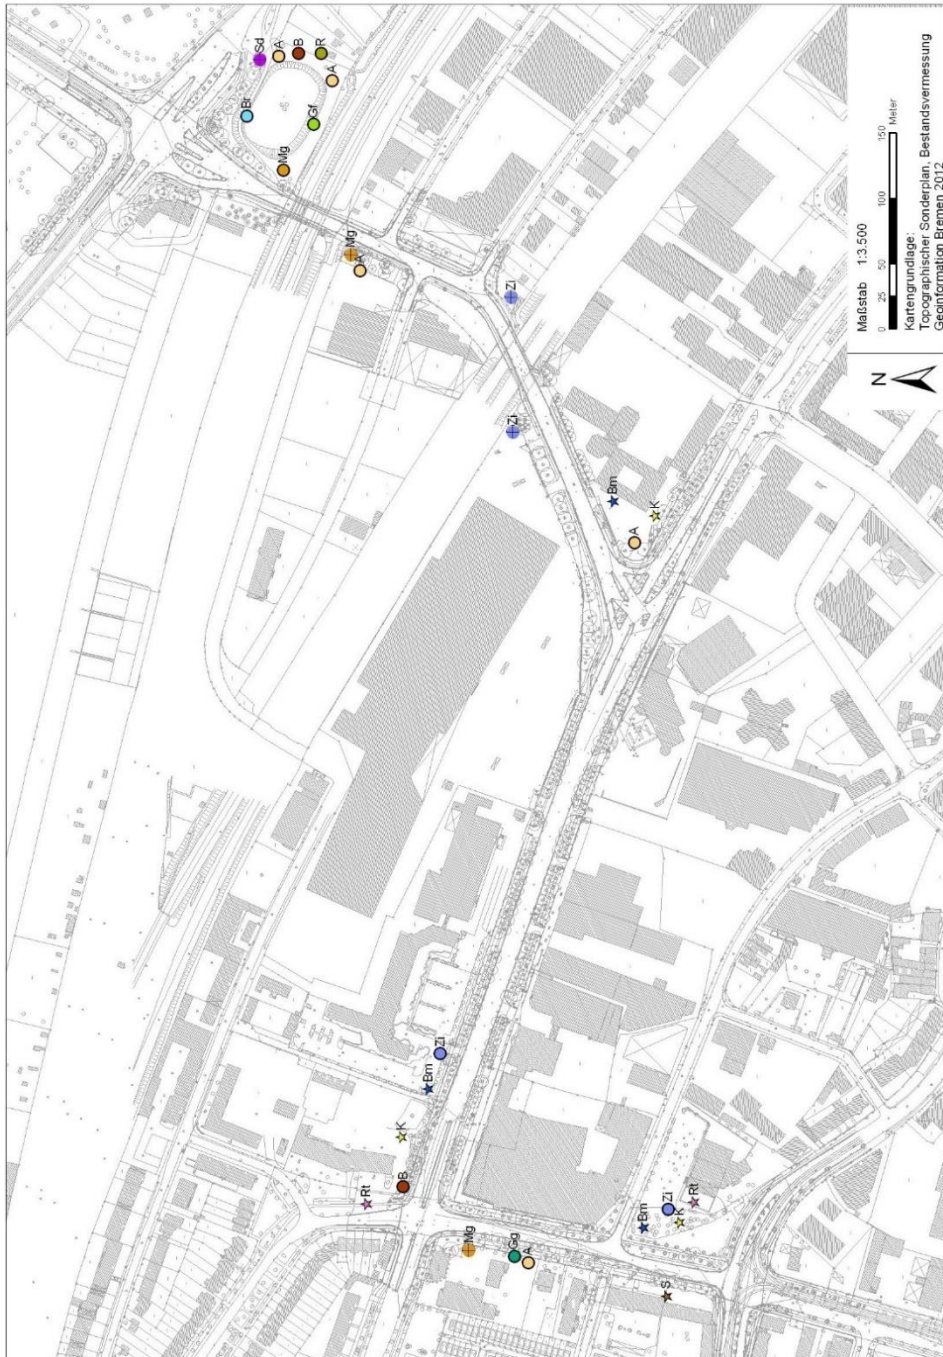 Br
Sd
A
Mg
B
Gf
R
A
Mg
A
Rt
B
K
Bm
Zi
Mg
Gg
A
Zi
Zi
Bm
A
K
Bm
S
Zi
K
Rt
N
Maßstab 1:3.500
0 25 50 100 150 Meter
Kartengrundlage:
Topographischer Sonderplan, Bestandsvermessung
Geoinformation Bremen 2012